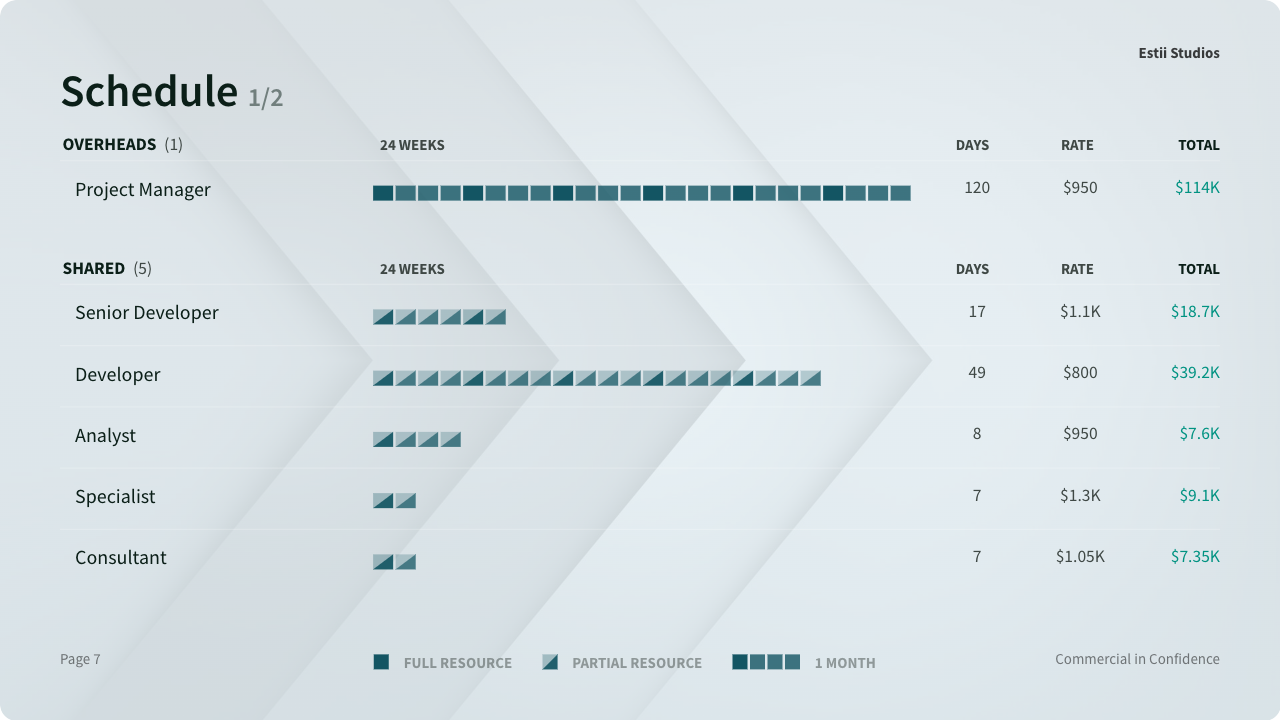 Estii Studios
Schedule 1/2
OVERHEADS (1) 24 WEEKS DAYS RATE TOTAL
Project Manager 120 $950 $114K
SHARED (5) 24 WEEKS DAYS RATE TOTAL
Senior Developer 17 $1.1K $18.7K
Developer 49 $800 $39.2K
Analyst 8 $950 $7.6K
Specialist 7 $1.3K $9.1K
Consultant 7 $1.05K $7.35K
Page 7 FULL RESOURCE PARTIAL RESOURCE 1 MONTH Commercial in Confidence